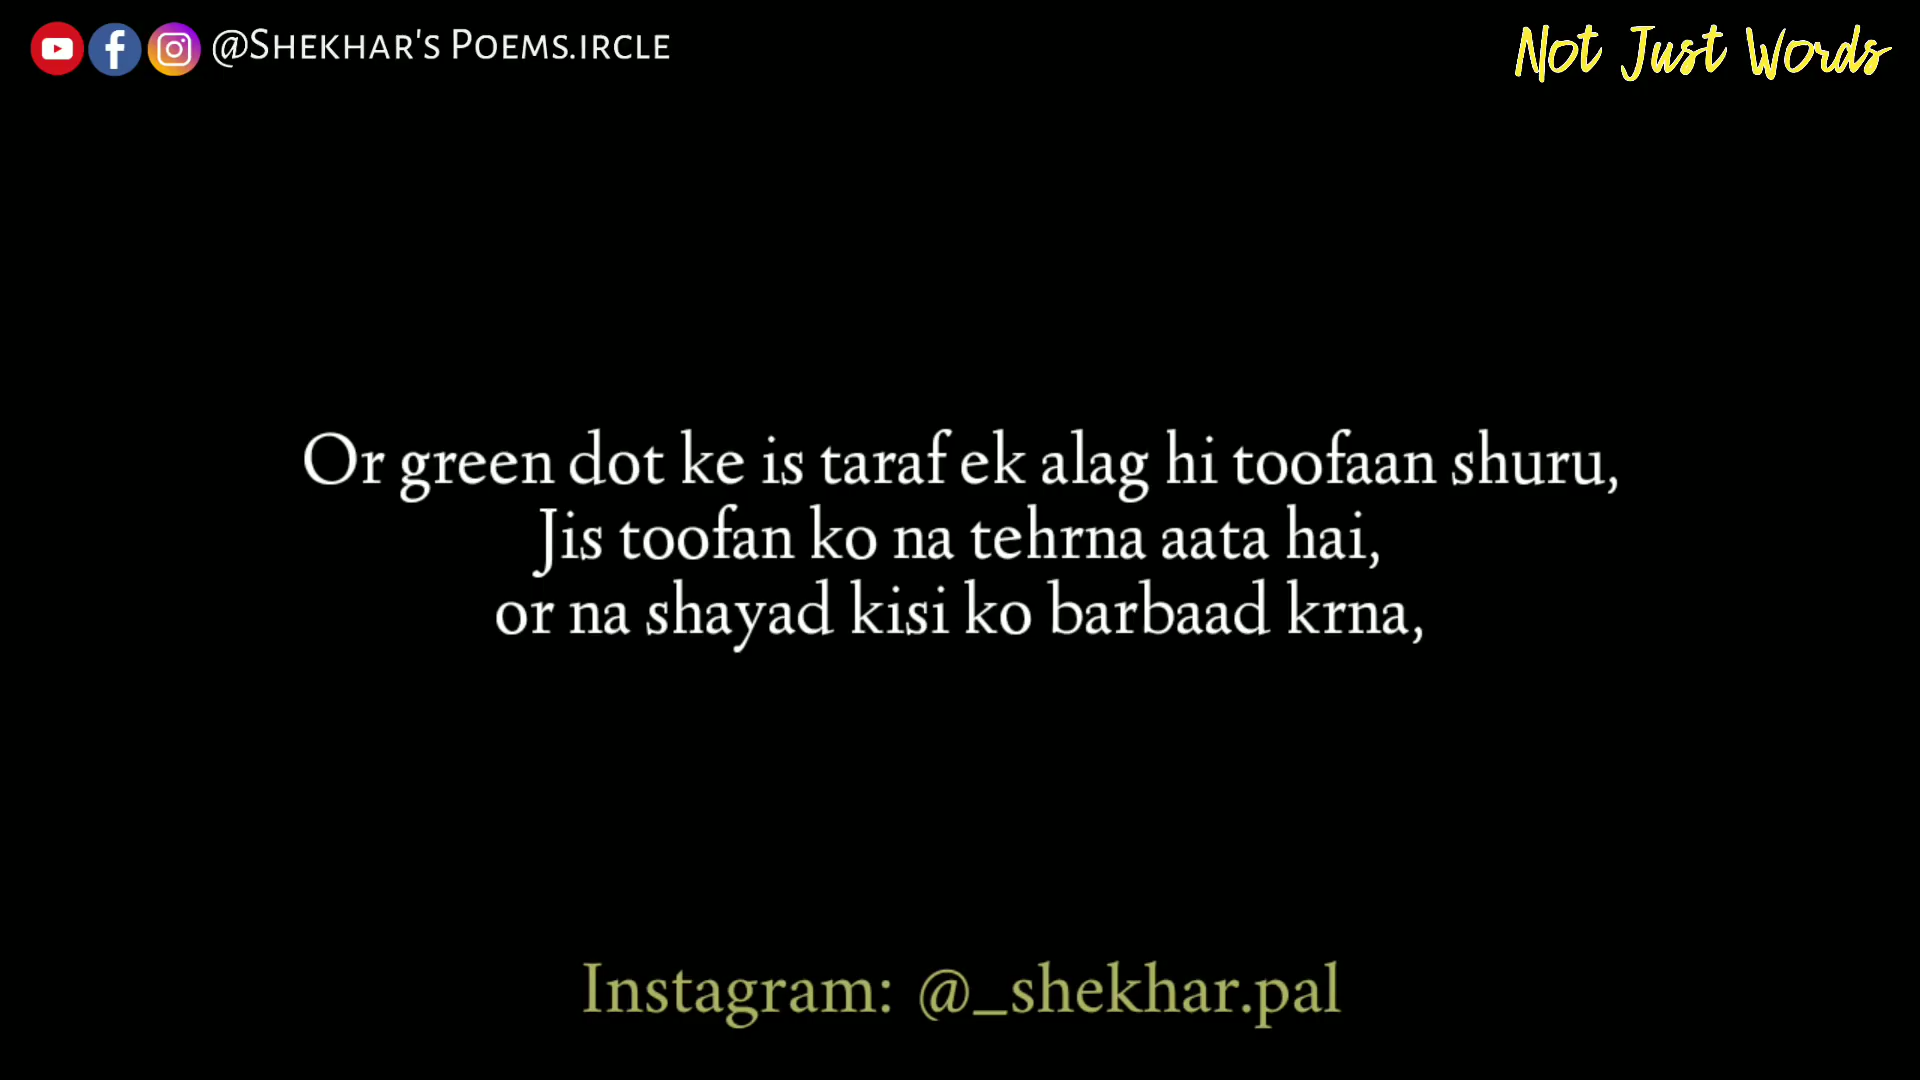 @Shekhar's Poems.ircle
Not Just Words
Or green dot ke is taraf ek alag hi toofaan shuru,
Jis toofan ko na tehrna aata hai,
or na shayad kisi ko barbaad krna,
Instagram: @_shekhar.pal